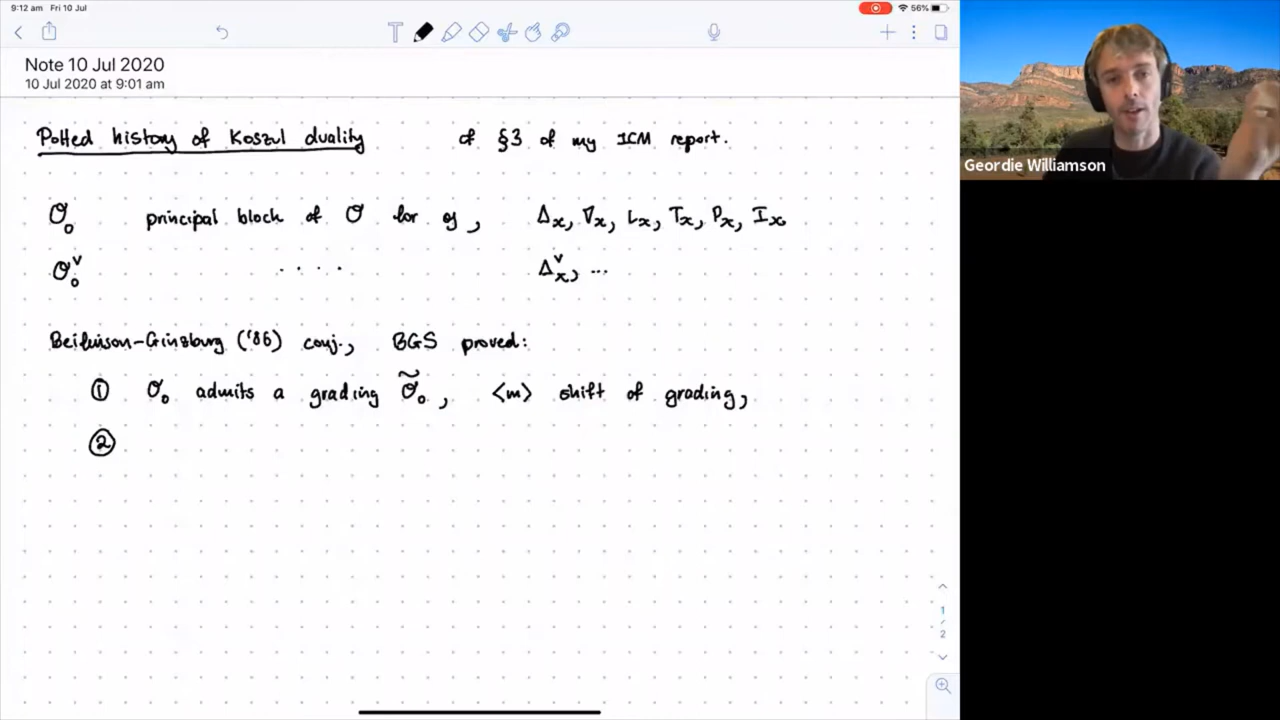 9:12 am Fri 10 Jul
56%
Note 10 Jul 2020
10 Jul 2020 at 9:01 am
Potted history of Koszul duality cf §3 of my ICM report.
𝒪₀ principal block of 𝒪 for 𝔤, Δₓ, ∇ₓ, Lₓ, Tₓ, Pₓ, Iₓ
𝒪₀^∨ .... Δₓ^∨, ...
Beilinson-Ginzburg ('86) conj., BGS proved:
① 𝒪₀ admits a grading 𝒪̃₀, <m> shift of grading,
②
Geordie Williamson
1
/
2